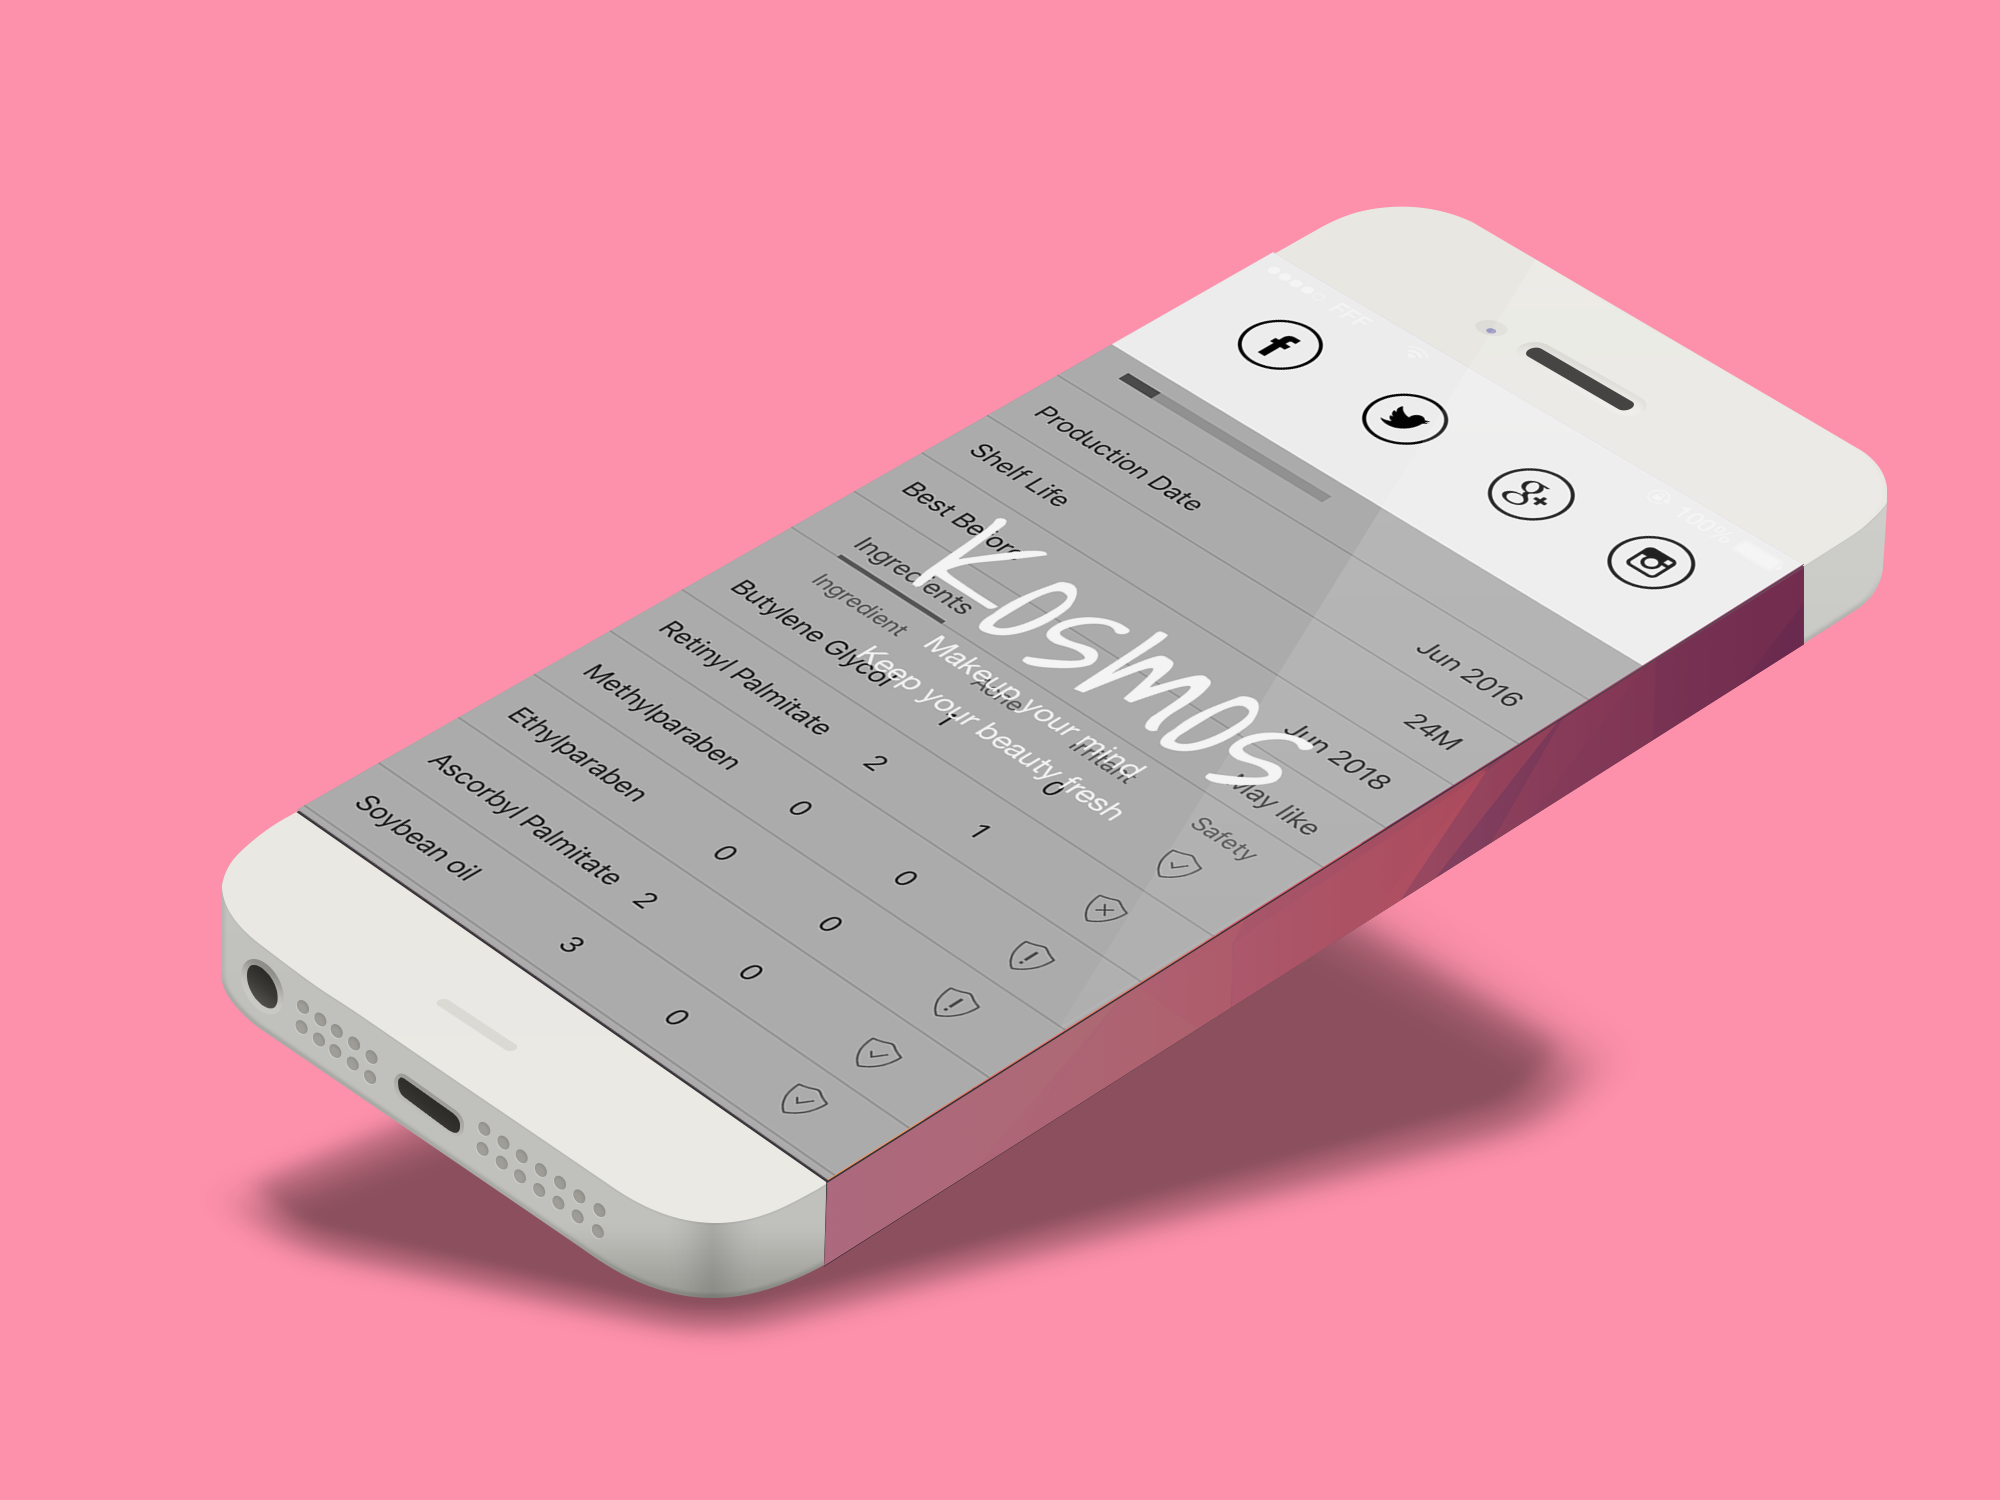 FFF 100%
f
g+
Production Date Jun 2016
Shelf Life 24M
Best Before Jun 2018
Ingredients May like
Ingredient Acne Irritant Safety
Butylene Glycol 1 0
Retinyl Palmitate 2 1
Methylparaben 0 0
Ethylparaben 0 0
Ascorbyl Palmitate 2 0
Soybean oil 3 0
Kosmos
Makeup your mind
Keep your beauty fresh